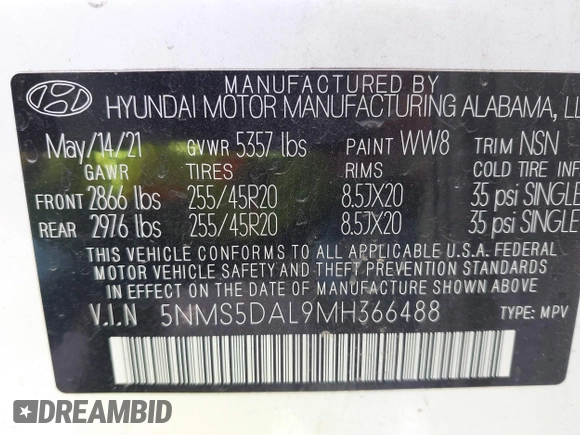 MANUFACTURED BY
HYUNDAI MOTOR MANUFACTURING ALABAMA,
May/14/21 GVWR 5357 lbs PAINT WW8 TRIM NSN
GAWR TIRES RIMS COLD TIRE INF
FRONT 2866 lbs 255/45R20 8.5JX20 35 psi SINGLE
REAR 2976 lbs 255/45R20 8.5JX20 35 psi SINGLE
THIS VEHICLE CONFORMS TO ALL APPLICABLE U.S.A. FEDERAL
MOTOR VEHICLE SAFETY AND THEFT PREVENTION STANDARDS
IN EFFECT ON THE DATE OF MANUFACTURE SHOWN ABOVE.
V.I.N 5NMS5DAL9MH366488 TYPE: MPV
DREAMBID